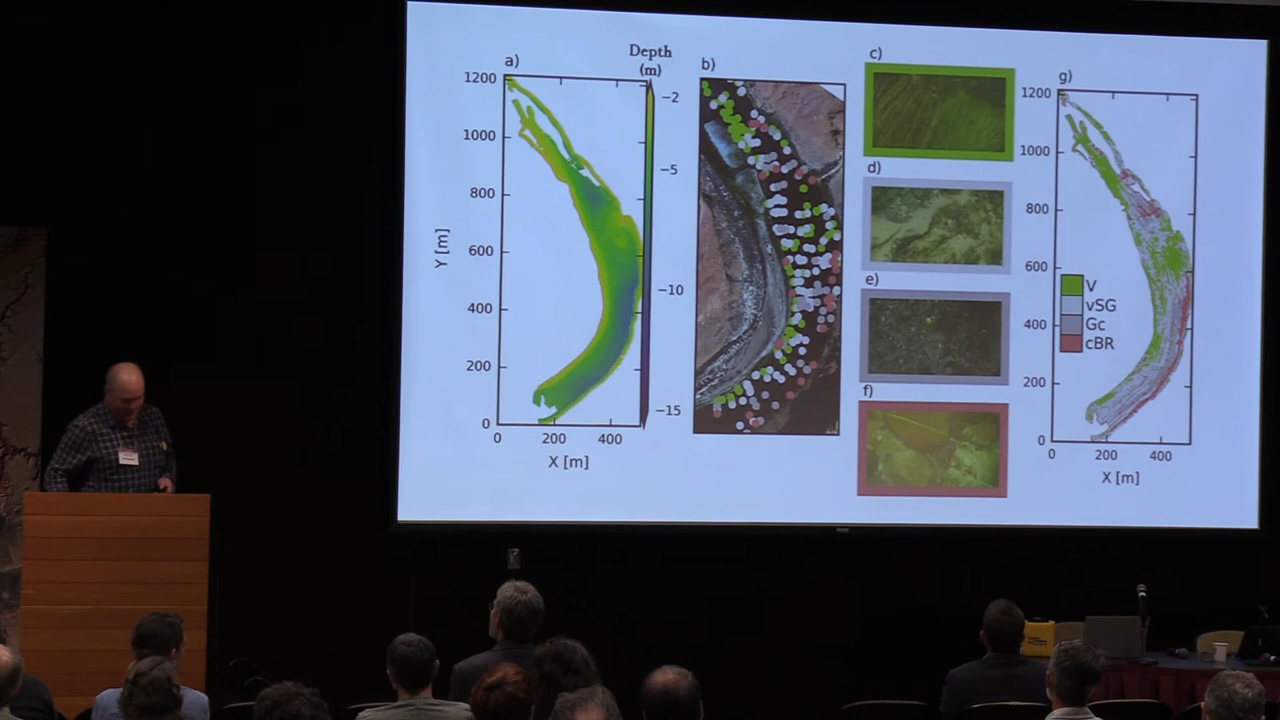 a)
Depth
(m)
1200
1000
800
600
400
200
0
Y [m]
0 200 400
X [m]
−2
−5
−10
−15
b)
c)
d)
e)
f)
g)
1200
1000
800
600
400
200
0
V
vSG
Gc
cBR
0 200 400
X [m]